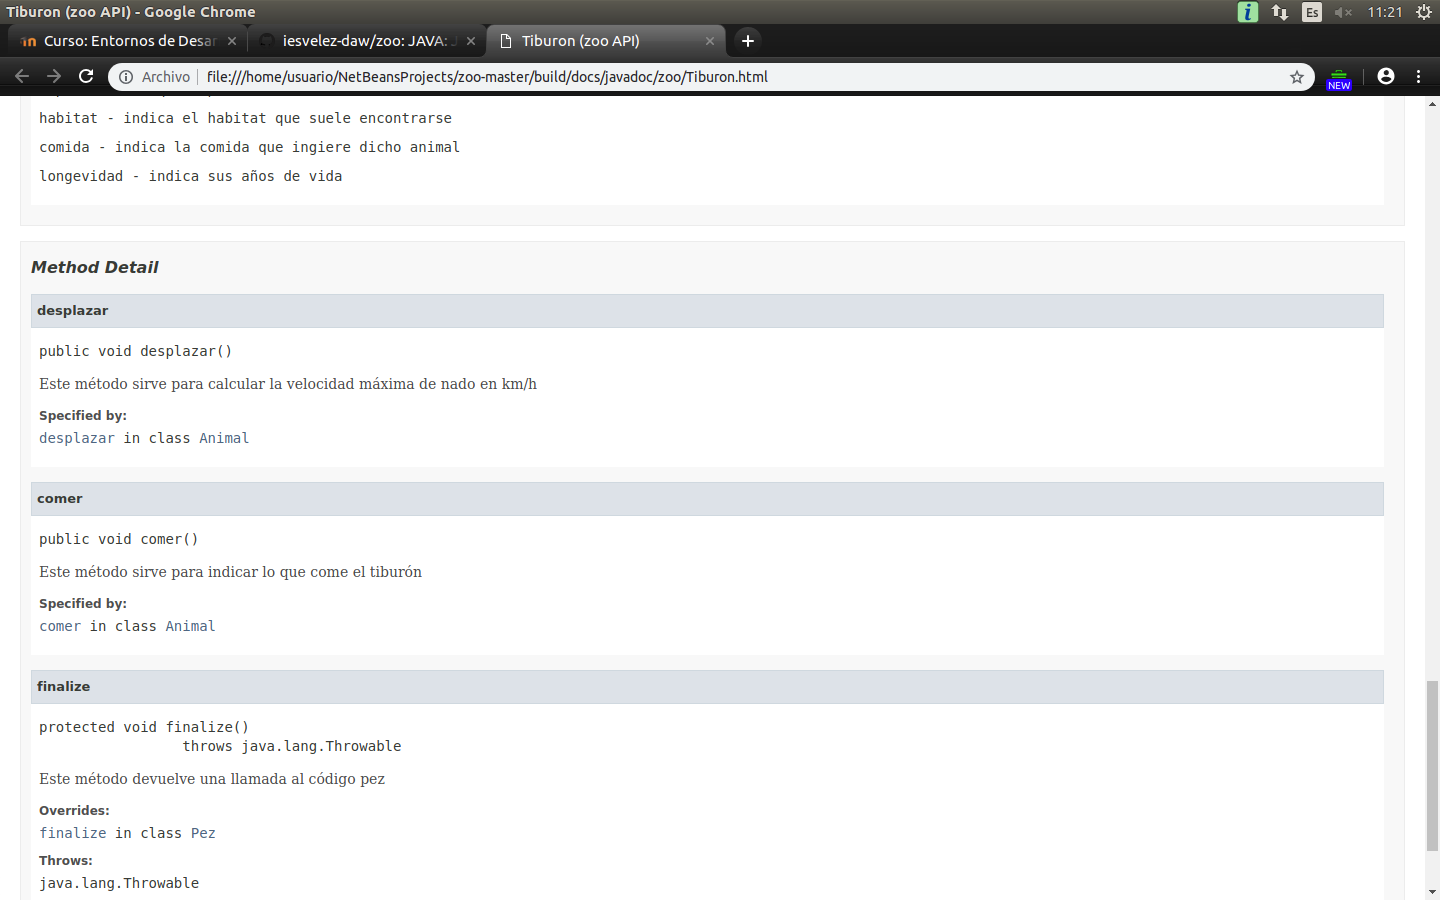 Tiburon (zoo API) - Google Chrome
Es
11:21
Curso: Entornos de Desar
iesvelez-daw/zoo: JAVA: J
Tiburon (zoo API)
Archivo
file:///home/usuario/NetBeansProjects/zoo-master/build/docs/javadoc/zoo/Tiburon.html
NEW
habitat - indica el habitat que suele encontrarse
comida - indica la comida que ingiere dicho animal
longevidad - indica sus años de vida
Method Detail
desplazar
public void desplazar()
Este método sirve para calcular la velocidad máxima de nado en km/h
Specified by:
desplazar in class Animal
comer
public void comer()
Este método sirve para indicar lo que come el tiburón
Specified by:
comer in class Animal
finalize
protected void finalize()
throws java.lang.Throwable
Este método devuelve una llamada al código pez
Overrides:
finalize in class Pez
Throws:
java.lang.Throwable